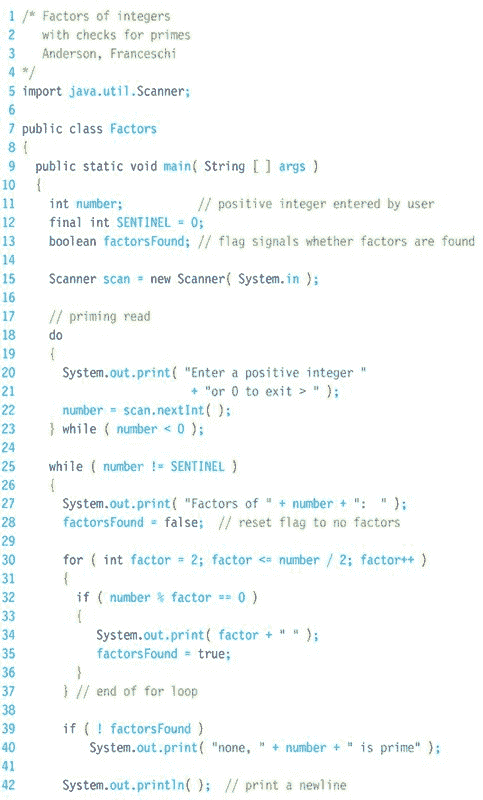 1 /* Factors of integers
2    with checks for primes
3    Anderson, Franceschi
4 */
5 import java.util.Scanner;
6
7 public class Factors
8 {
9   public static void main( String [ ] args )
10   {
11     int number;           // positive integer entered by user
12     final int SENTINEL = 0;
13     boolean factorsFound; // flag signals whether factors are found
14
15     Scanner scan = new Scanner( System.in );
16
17     // priming read
18     do
19     {
20       System.out.print( "Enter a positive integer "
21                          + "or 0 to exit > " );
22       number = scan.nextInt( );
23     } while ( number < 0 );
24
25     while ( number != SENTINEL )
26     {
27       System.out.print( "Factors of " + number + ":  " );
28       factorsFound = false;  // reset flag to no factors
29
30       for ( int factor = 2; factor <= number / 2; factor++ )
31       {
32         if ( number % factor == 0 )
33         {
34            System.out.print( factor + " " );
35            factorsFound = true;
36         }
37       } // end of for loop
38
39       if ( ! factorsFound )
40           System.out.print( "none, " + number + " is prime" );
41
42       System.out.println( );  // print a newline